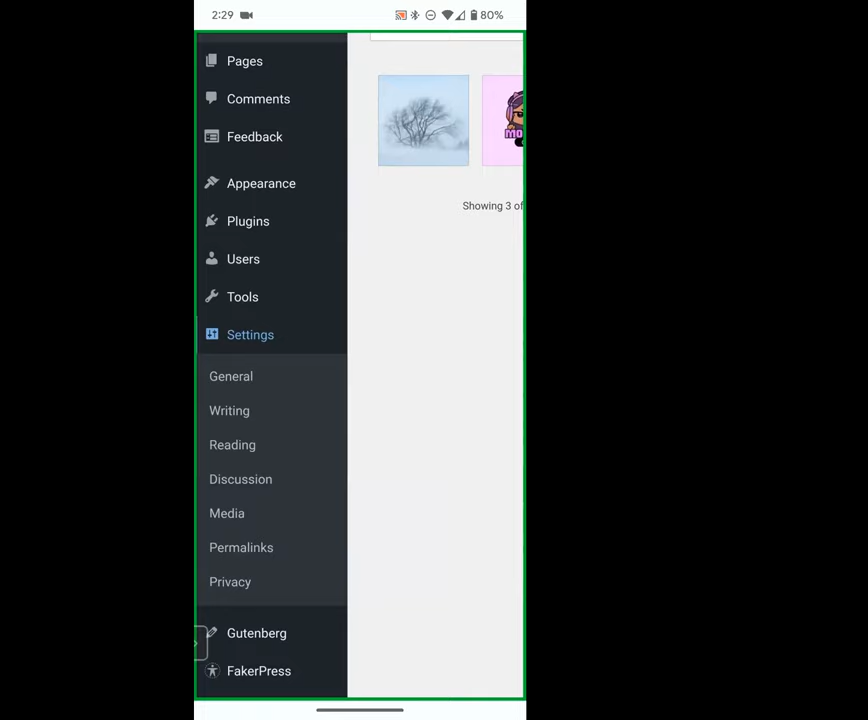 2:29
80%
Pages
Comments
Feedback
Appearance
Plugins
Users
Tools
Settings
General
Writing
Reading
Discussion
Media
Permalinks
Privacy
Gutenberg
FakerPress
MO
Showing 3 of